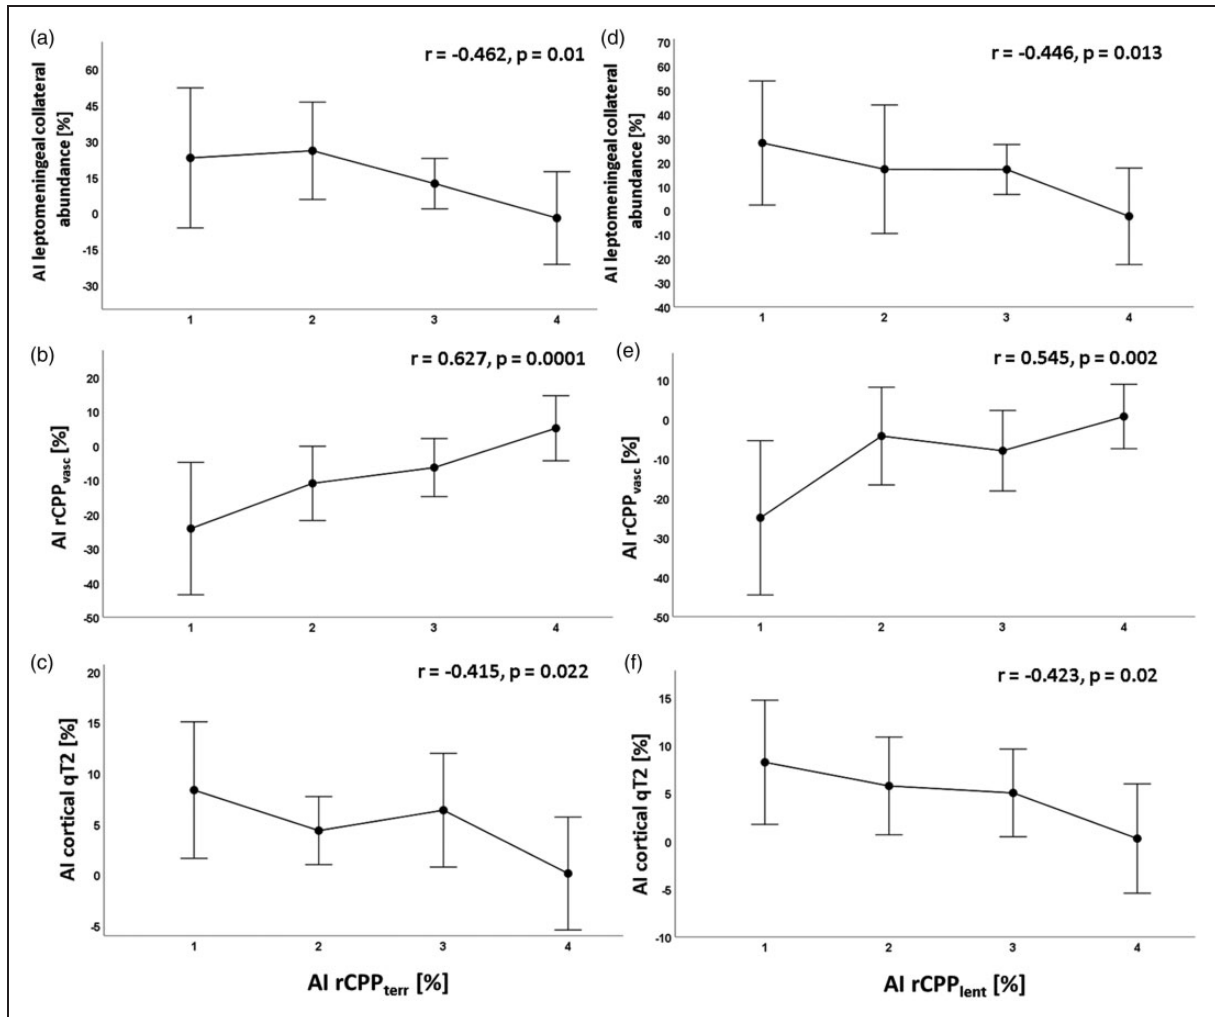 (a)
r = -0.462, p = 0.01
AI leptomeningeal collateral
abundance [%]
60
45
30
15
0
-15
-30
1 2 3 4
(d)
r = -0.446, p = 0.013
AI leptomeningeal collateral
abundance [%]
70
60
50
40
30
20
10
0
-10
-20
-30
-40
1 2 3 4
(b)
r = 0.627, p = 0.0001
AI rCPPvasc [%]
20
10
0
-10
-20
-30
-40
-50
1 2 3 4
(e)
r = 0.545, p = 0.002
AI rCPPvasc [%]
10
0
-10
-20
-30
-40
-50
1 2 3 4
(c)
r = -0.415, p = 0.022
AI cortical qT2 [%]
20
15
10
5
0
-5
1 2 3 4
AI rCPPterr [%]
(f)
r = -0.423, p = 0.02
AI cortical qT2 [%]
15
10
5
0
-5
-10
1 2 3 4
AI rCPPlent [%]